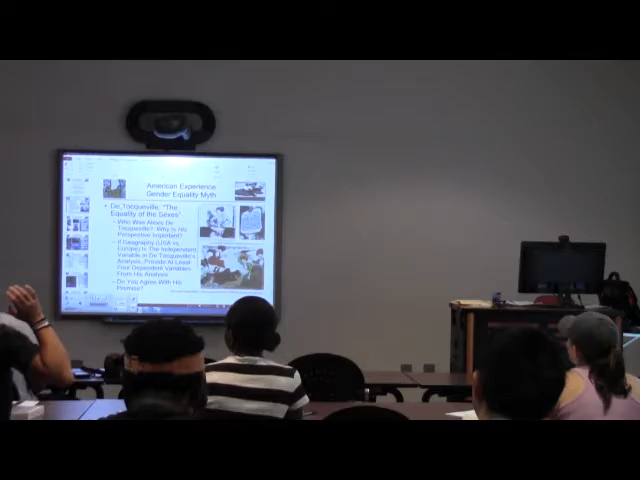 American Experience
Gender Equality Myth
• De Tacqueville: "The
Equality of the Sexes"
– Who Was Alexis De
Tocqueville? Why Is His
Perspective Important?
– If Geography (USA vs.
Europe) Is The Independent
Variable in De Tacqueville's
Analysis, Provide At Least
Four Dependent Variables
From His Analysis
– Do You Agree With His
Premise?